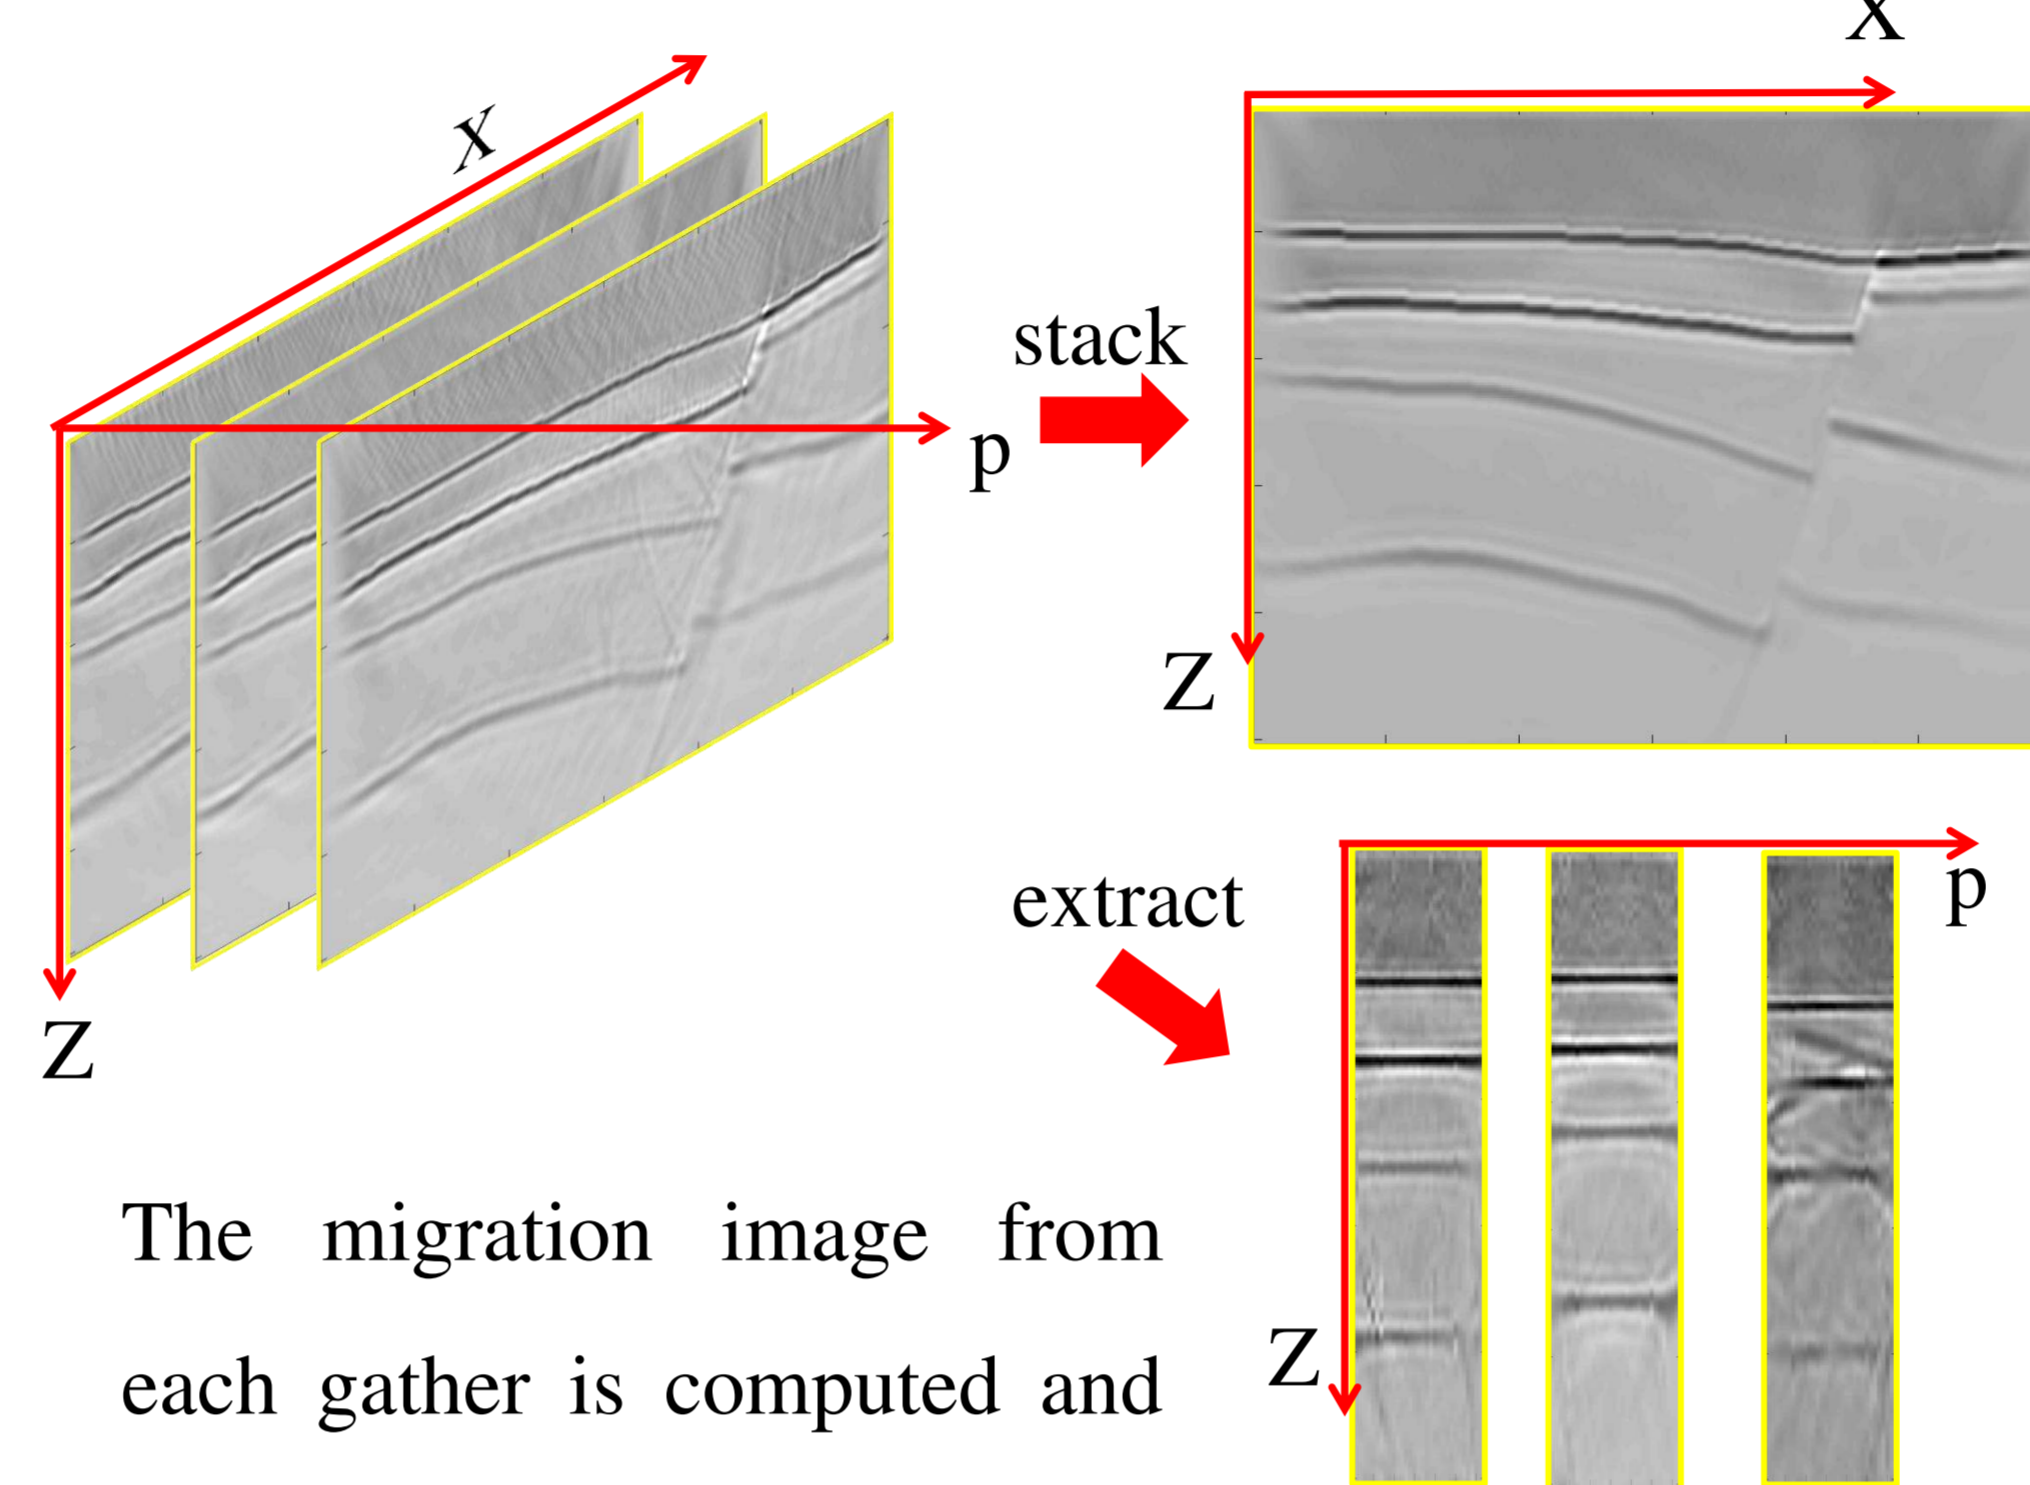 X
X
stack
p
Z
Z
extract
p
Z
The migration image from
each gather is computed and